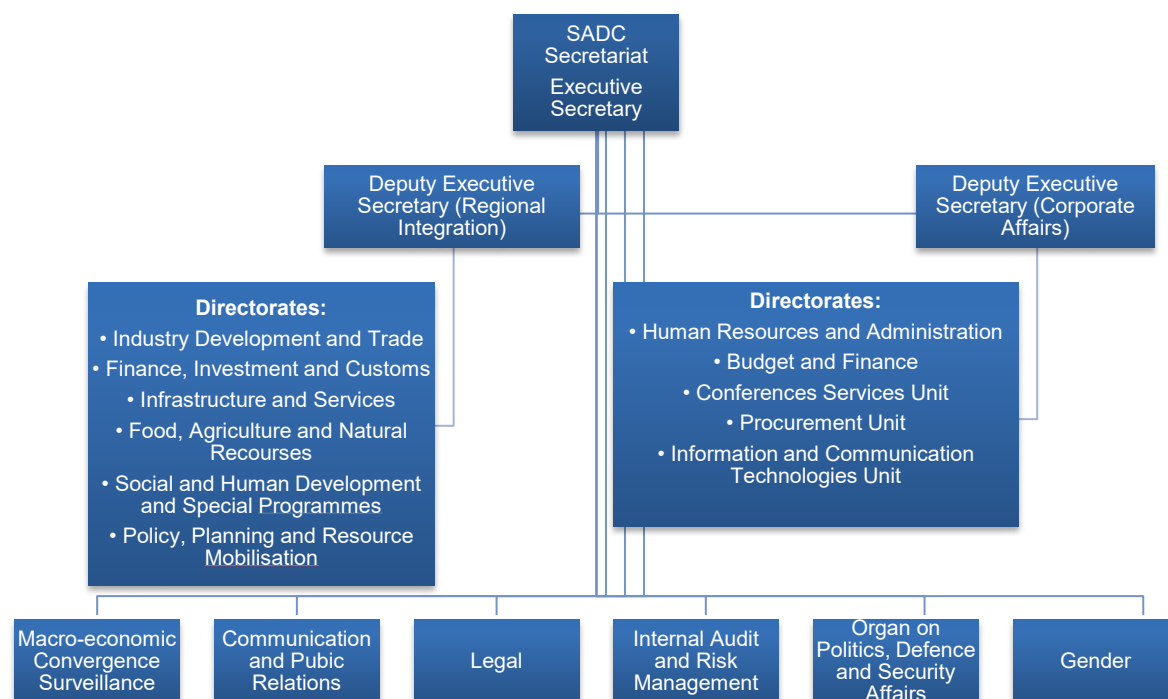 SADC
Secretariat
Executive
Secretary
Deputy Executive
Secretary (Regional
Integration)
Deputy Executive
Secretary (Corporate
Affairs)
Directorates:
• Industry Development and Trade
• Finance, Investment and Customs
• Infrastructure and Services
• Food, Agriculture and Natural
Recourses
• Social and Human Development
and Special Programmes
• Policy, Planning and Resource
Mobilisation
Directorates:
• Human Resources and Administration
• Budget and Finance
• Conferences Services Unit
• Procurement Unit
• Information and Communication
Technologies Unit
Macro-economic
Convergence
Surveillance
Communication
and Pubic
Relations
Legal
Internal Audit
and Risk
Management
Organ on
Politics, Defence
and Security
Affairs
Gender